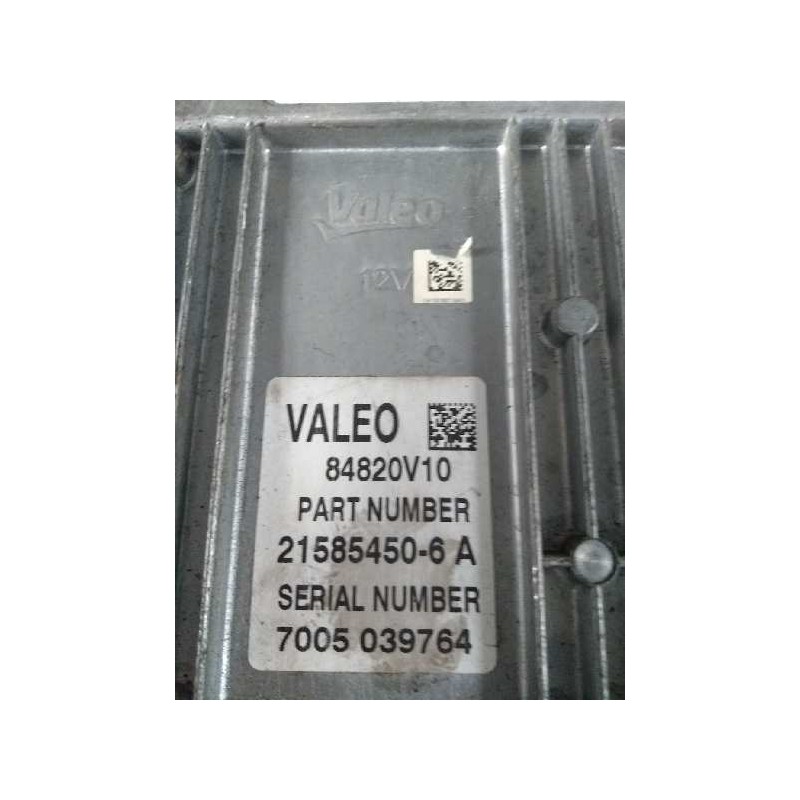 Valeo
12V
VALEO
84820V10
PART NUMBER
21585450-6 A
SERIAL NUMBER
7005 039764